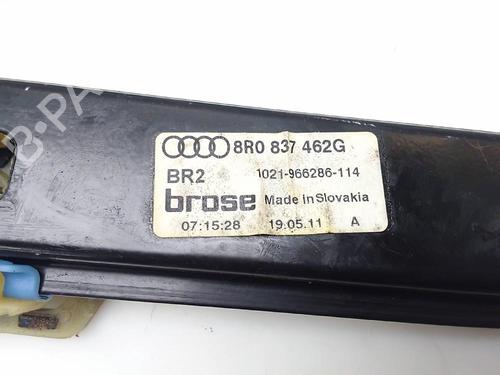 8R0 837 462G
BR2 1021-966286-114
brose Made in Slovakia
07:15:28 19.05.11 A